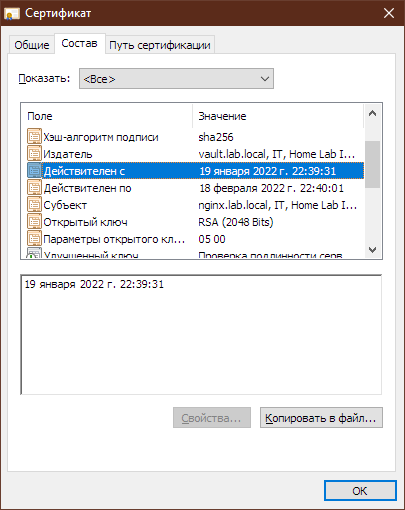 Сертификат
Общие Состав Путь сертификации
Показать: <Все>
Поле Значение
Хэш-алгоритм подписи sha256
Издатель vault.lab.local, IT, Home Lab I...
Действителен с 19 января 2022 г. 22:39:31
Действителен по 18 февраля 2022 г. 22:40:01
Субъект nginx.lab.local, IT, Home Lab I...
Открытый ключ RSA (2048 Bits)
Параметры открытого кл... 05 00
Улучшенный ключ Проверка подлинности серв
19 января 2022 г. 22:39:31
Свойства... Копировать в файл...
OK